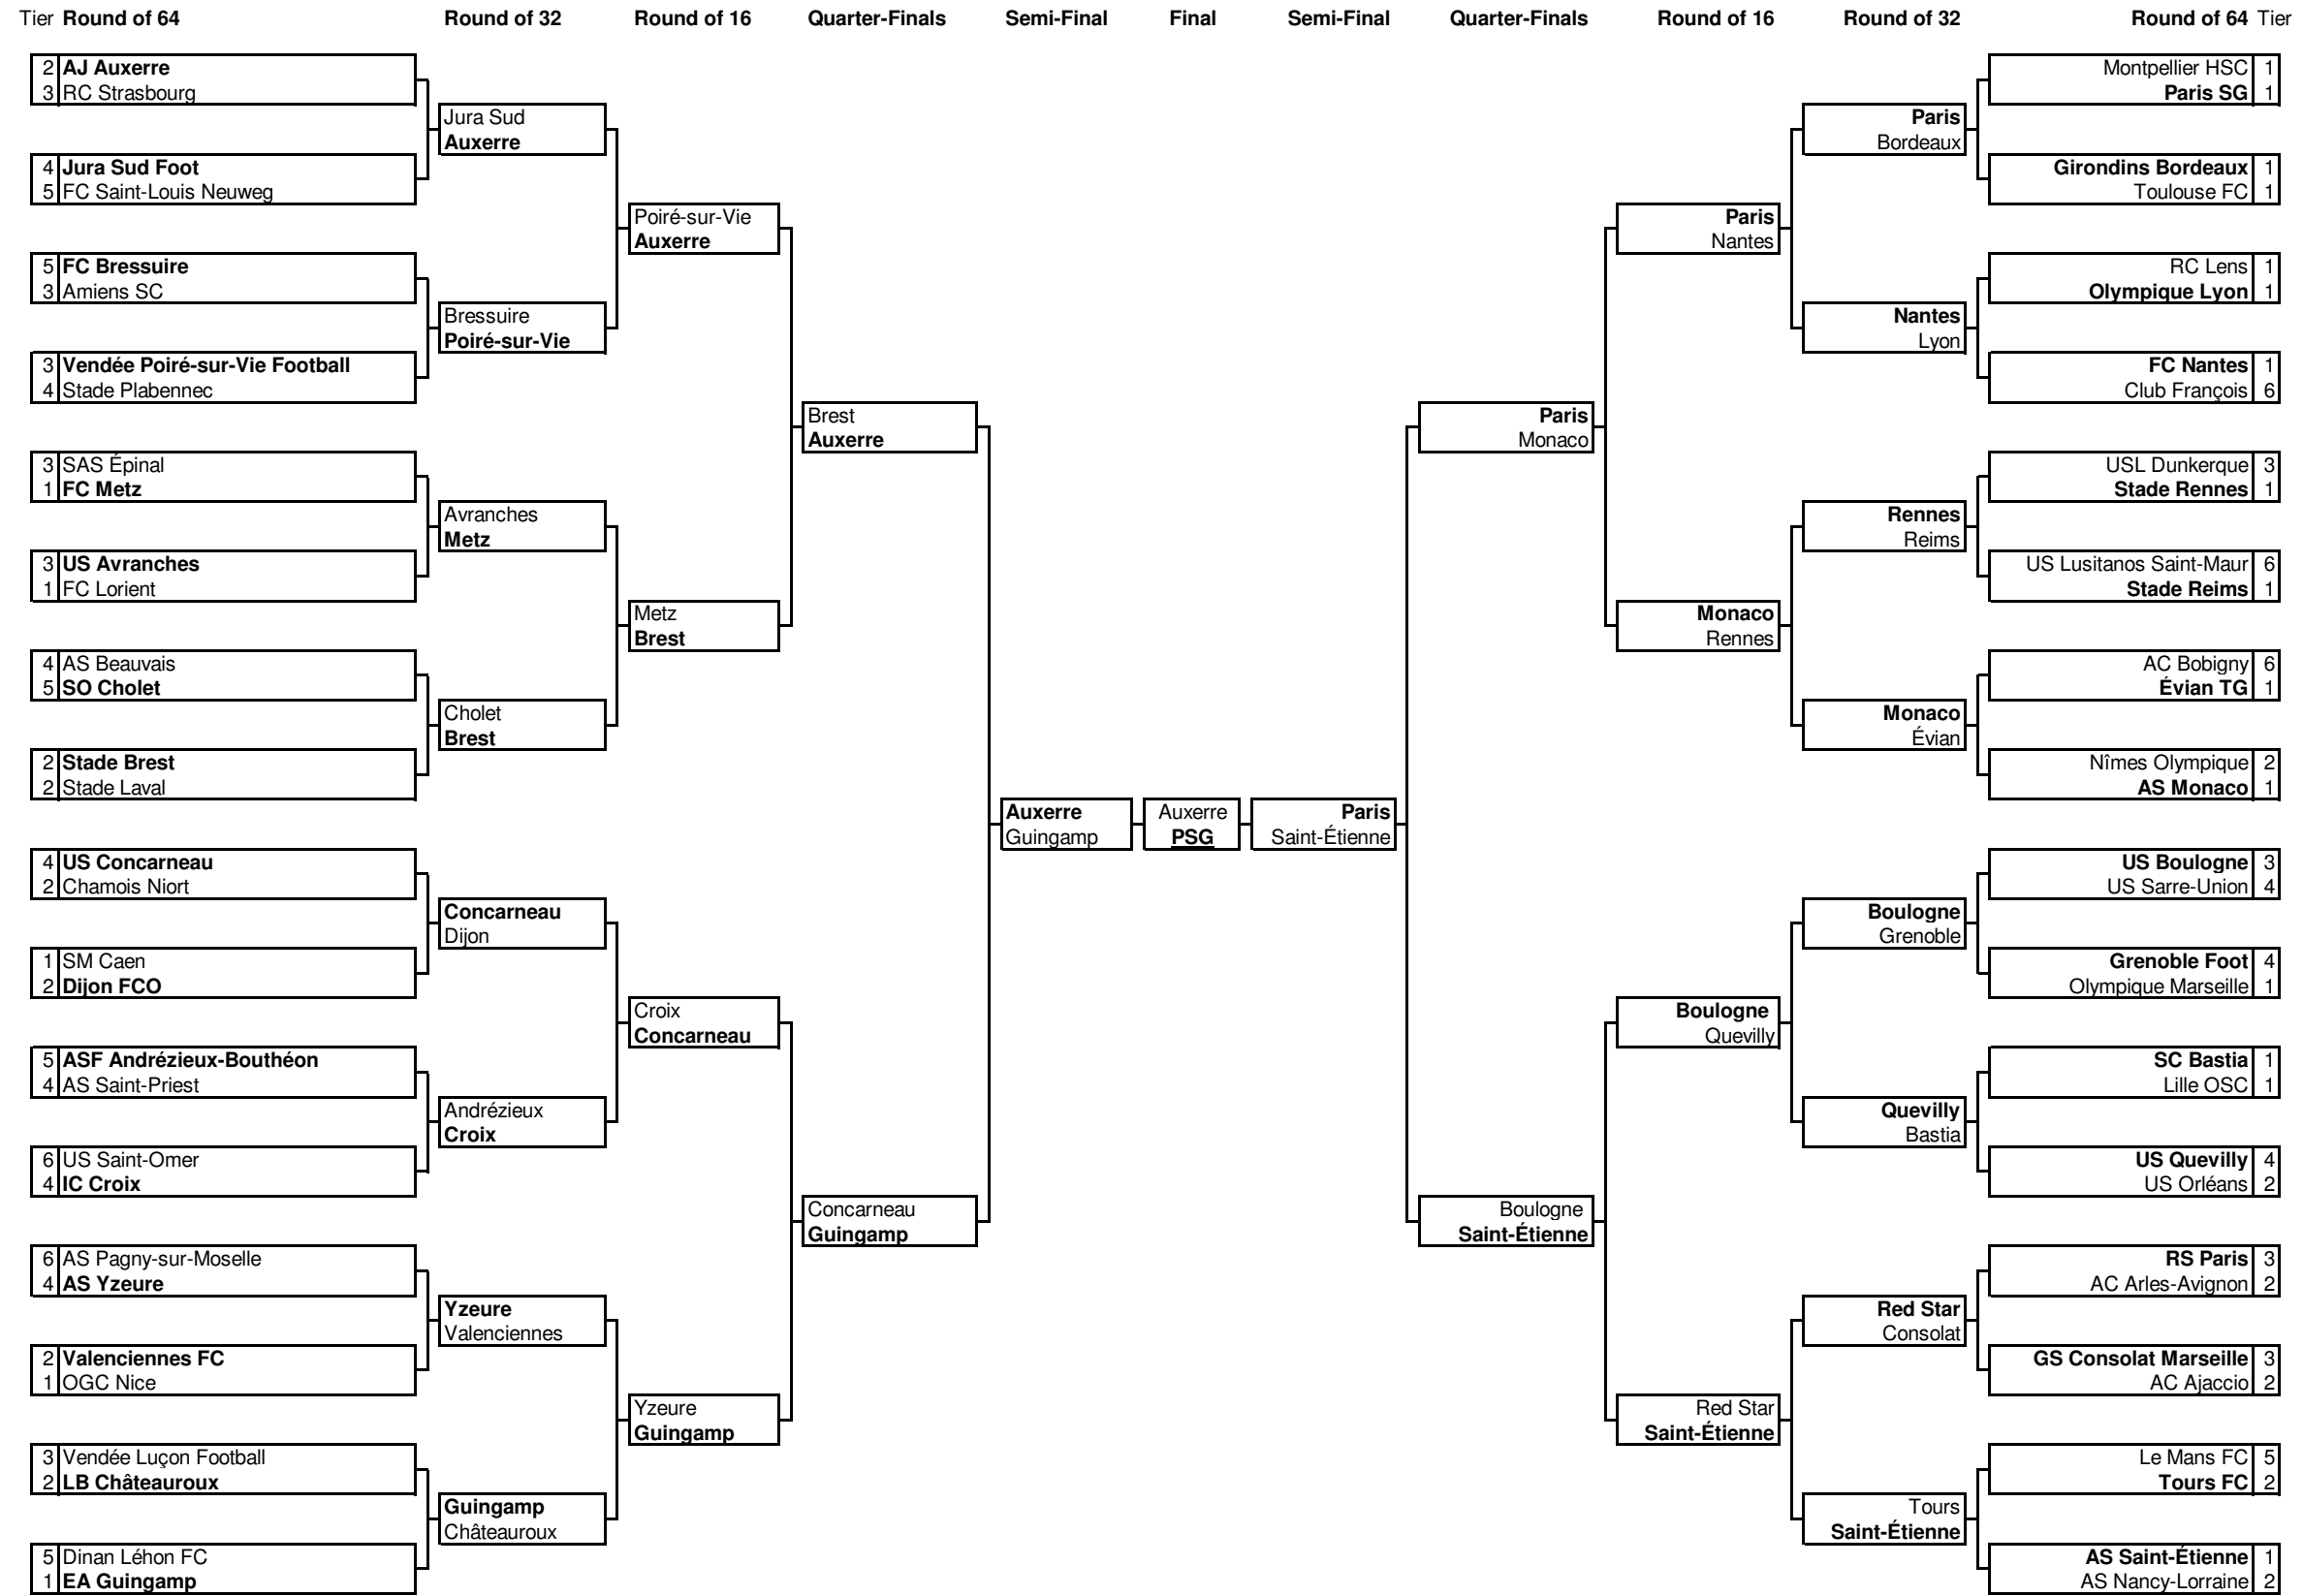 Tier Round of 64 Round of 32 Round of 16 Quarter-Finals Semi-Final Final Semi-Final Quarter-Finals Round of 16 Round of 32 Round of 64 Tier
2 AJ Auxerre
3 RC Strasbourg
4 Jura Sud Foot
5 FC Saint-Louis Neuweg
5 FC Bressuire
3 Amiens SC
3 Vendée Poiré-sur-Vie Football
4 Stade Plabennec
3 SAS Épinal
1 FC Metz
3 US Avranches
1 FC Lorient
4 AS Beauvais
5 SO Cholet
2 Stade Brest
2 Stade Laval
4 US Concarneau
2 Chamois Niort
1 SM Caen
2 Dijon FCO
5 ASF Andrézieux-Bouthéon
4 AS Saint-Priest
6 US Saint-Omer
4 IC Croix
6 AS Pagny-sur-Moselle
4 AS Yzeure
2 Valenciennes FC
1 OGC Nice
3 Vendée Luçon Football
2 LB Châteauroux
5 Dinan Léhon FC
1 EA Guingamp
Jura Sud
Auxerre
Bressuire
Poiré-sur-Vie
Avranches
Metz
Cholet
Brest
Concarneau
Dijon
Andrézieux
Croix
Yzeure
Valenciennes
Guingamp
Châteauroux
Poiré-sur-Vie
Auxerre
Metz
Brest
Croix
Concarneau
Yzeure
Guingamp
Brest
Auxerre
Concarneau
Guingamp
Auxerre
Guingamp
Auxerre
PSG
Paris
Saint-Étienne
Paris
Monaco
Boulogne
Saint-Étienne
Paris
Nantes
Monaco
Rennes
Boulogne
Quevilly
Red Star
Saint-Étienne
Paris
Bordeaux
Nantes
Lyon
Rennes
Reims
Monaco
Évian
Boulogne
Grenoble
Quevilly
Bastia
Red Star
Consolat
Tours
Saint-Étienne
Montpellier HSC 1
Paris SG 1
Girondins Bordeaux 1
Toulouse FC 1
RC Lens 1
Olympique Lyon 1
FC Nantes 1
Club François 6
USL Dunkerque 3
Stade Rennes 1
US Lusitanos Saint-Maur 6
Stade Reims 1
AC Bobigny 6
Évian TG 1
Nîmes Olympique 2
AS Monaco 1
US Boulogne 3
US Sarre-Union 4
Grenoble Foot 4
Olympique Marseille 1
SC Bastia 1
Lille OSC 1
US Quevilly 4
US Orléans 2
RS Paris 3
AC Arles-Avignon 2
GS Consolat Marseille 3
AC Ajaccio 2
Le Mans FC 5
Tours FC 2
AS Saint-Étienne 1
AS Nancy-Lorraine 2